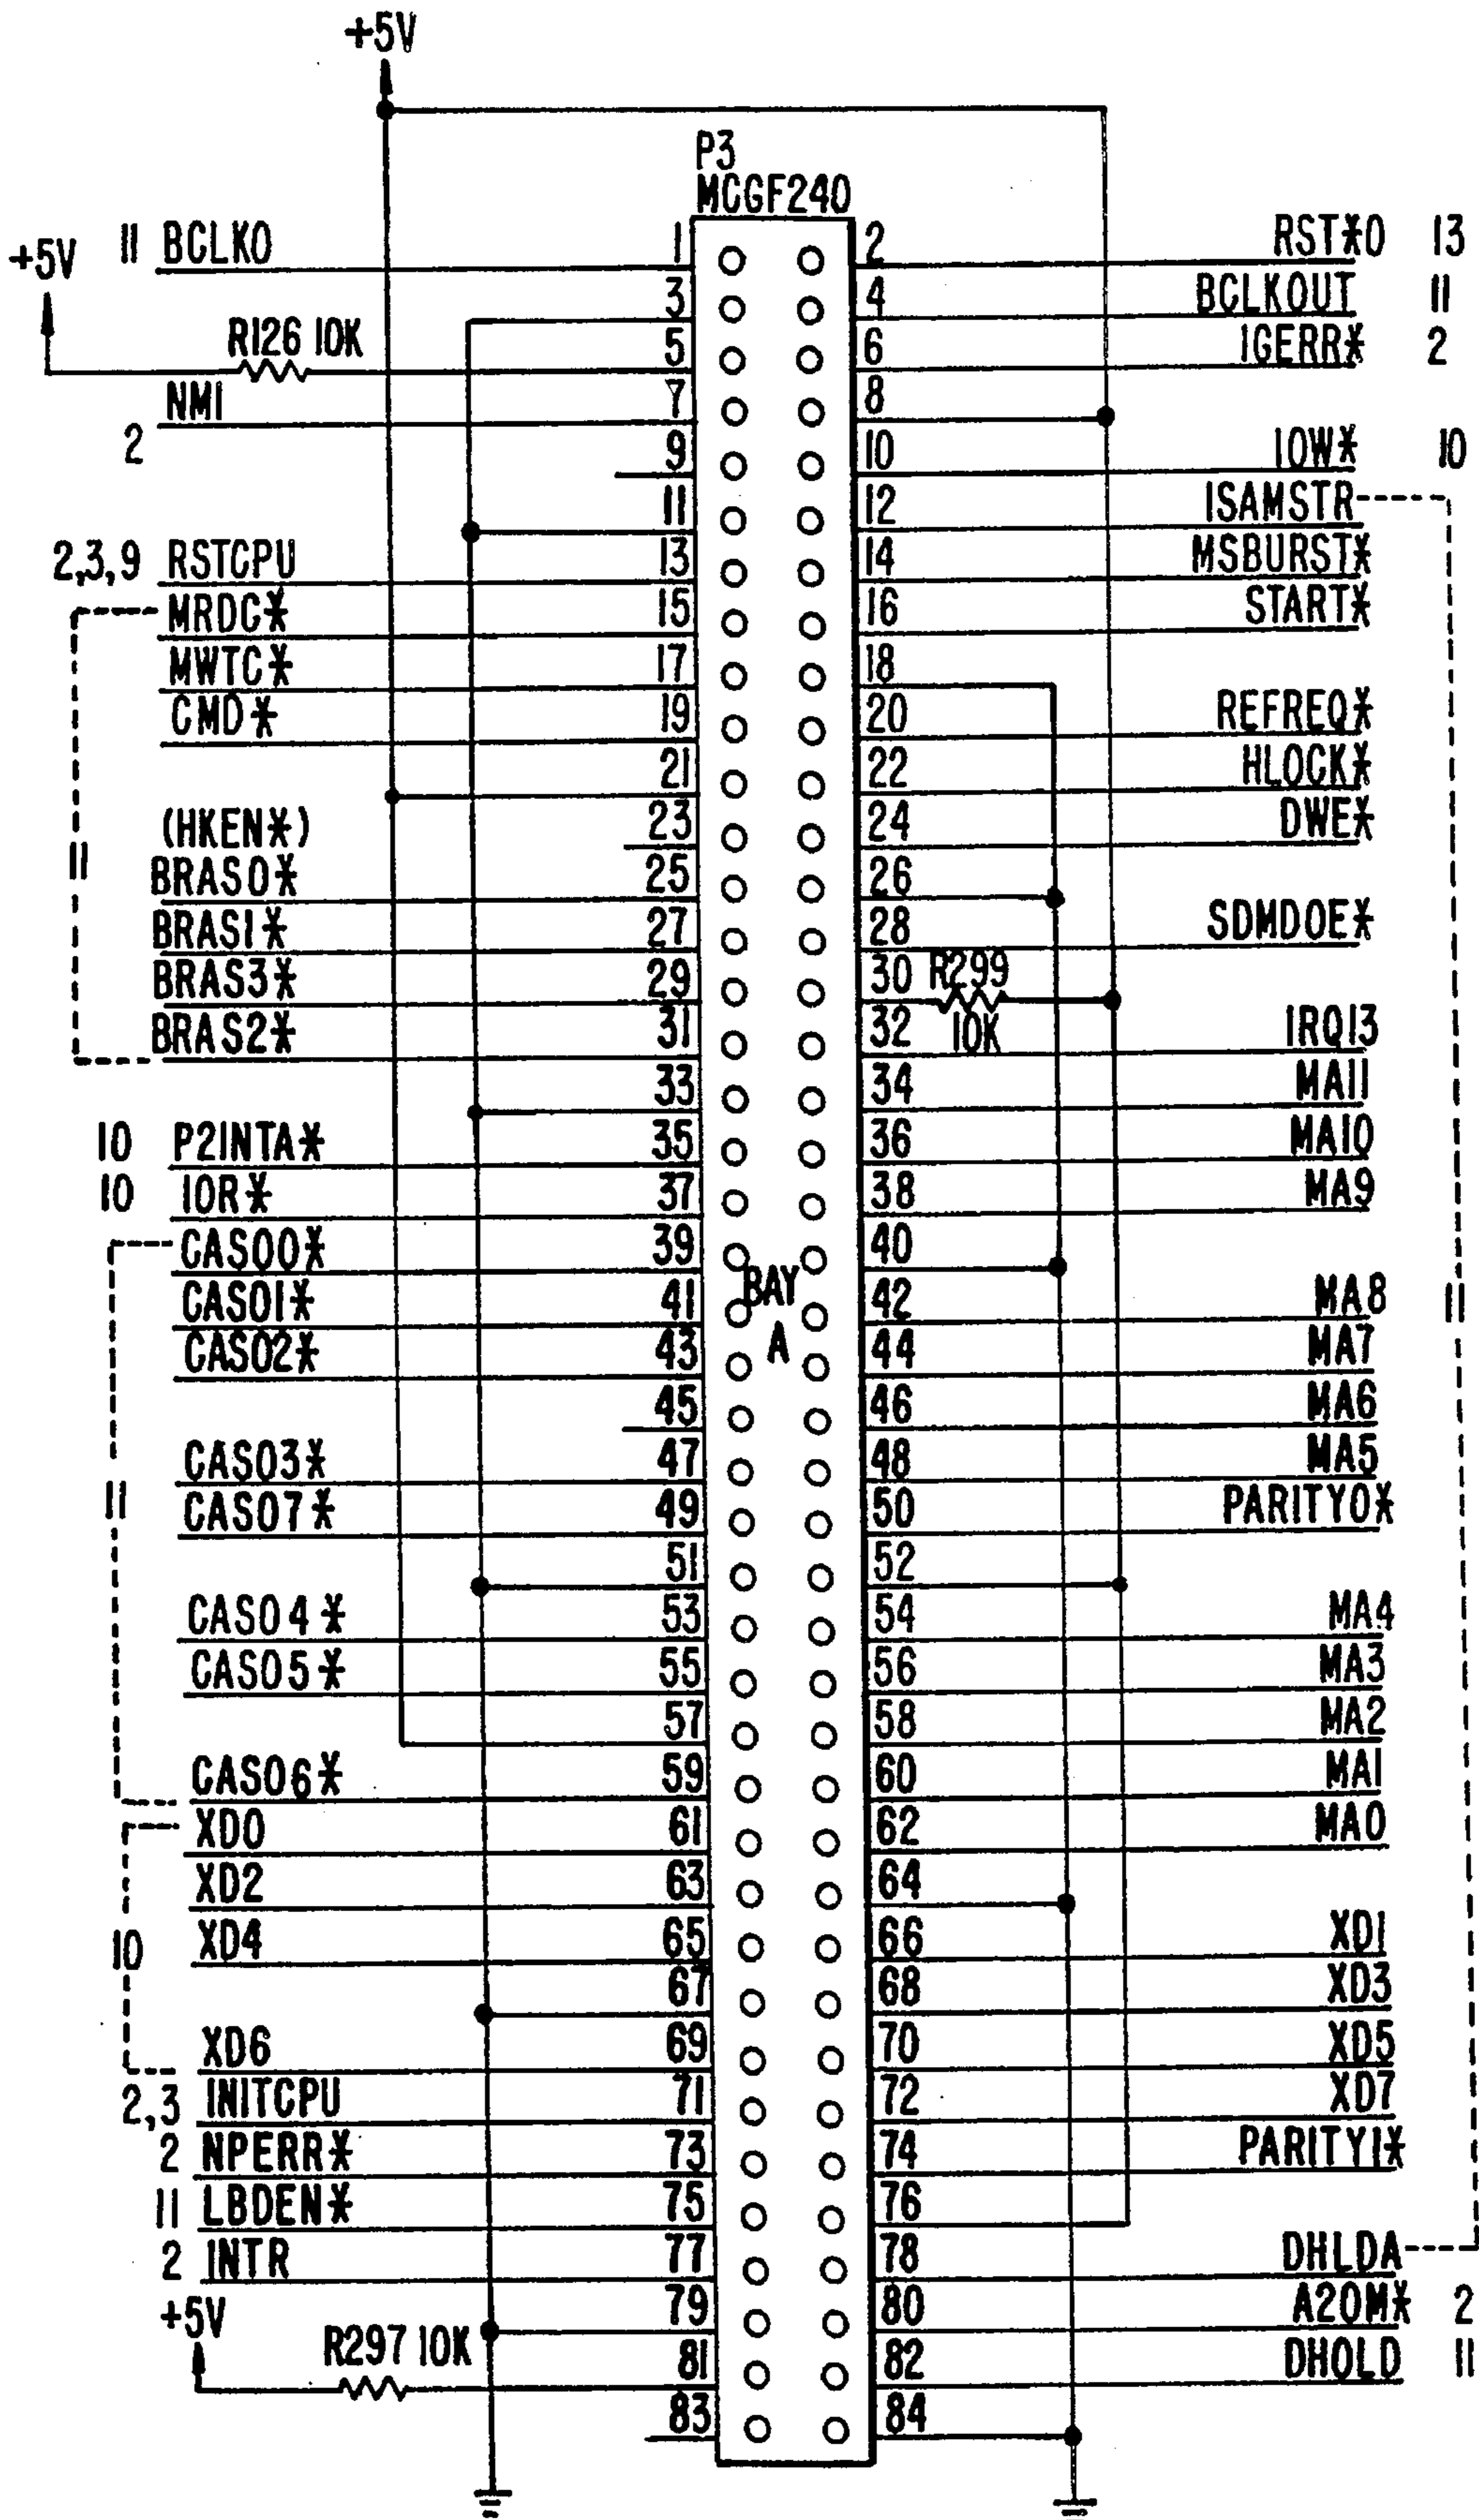 +5V
P3
MCGF240
11 BCLKO 1 2 RST*0 13
+5V
3 4 BCLKOUT 11
R126 10K 5 6 IGERR* 2
NMI 7 8
2 9 10 IOW* 10
11 12 ISAMSTR
2,3,9 RSTCPU 13 14 MSBURST*
MRDC* 15 16 START*
MWTC* 17 18
CMD* 19 20 REFREQ*
21 22 HLOCK*
(HKEN*) 23 24 DWE*
11
BRAS0* 25 26
BRAS1* 27 28 SDMDOE*
BRAS3* 29 30 R299
10K
BRAS2* 31 32 IRQ13
33 34 MA11
10 P2INTA* 35 36 MA10
10 IOR* 37 38 MA9
CAS00* 39 40
BAY
A
CAS01* 41 42 MA8 11
CAS02* 43 44 MA7
45 46 MA6
CAS03* 47 48 MA5
11
CAS07* 49 50 PARITY0*
51 52
CAS04* 53 54 MA4
CAS05* 55 56 MA3
57 58 MA2
CAS06* 59 60 MA1
XD0 61 62 MA0
XD2 63 64
10 XD4 65 66 XD1
67 68 XD3
XD6 69 70 XD5
2,3 INITCPU 71 72 XD7
2 NPERR* 73 74 PARITY1*
11 LBDEN* 75 76
2 INTR 77 78 DHLDA
+5V 79 80 A20M* 2
R297 10K 81 82 DHOLD 11
83 84